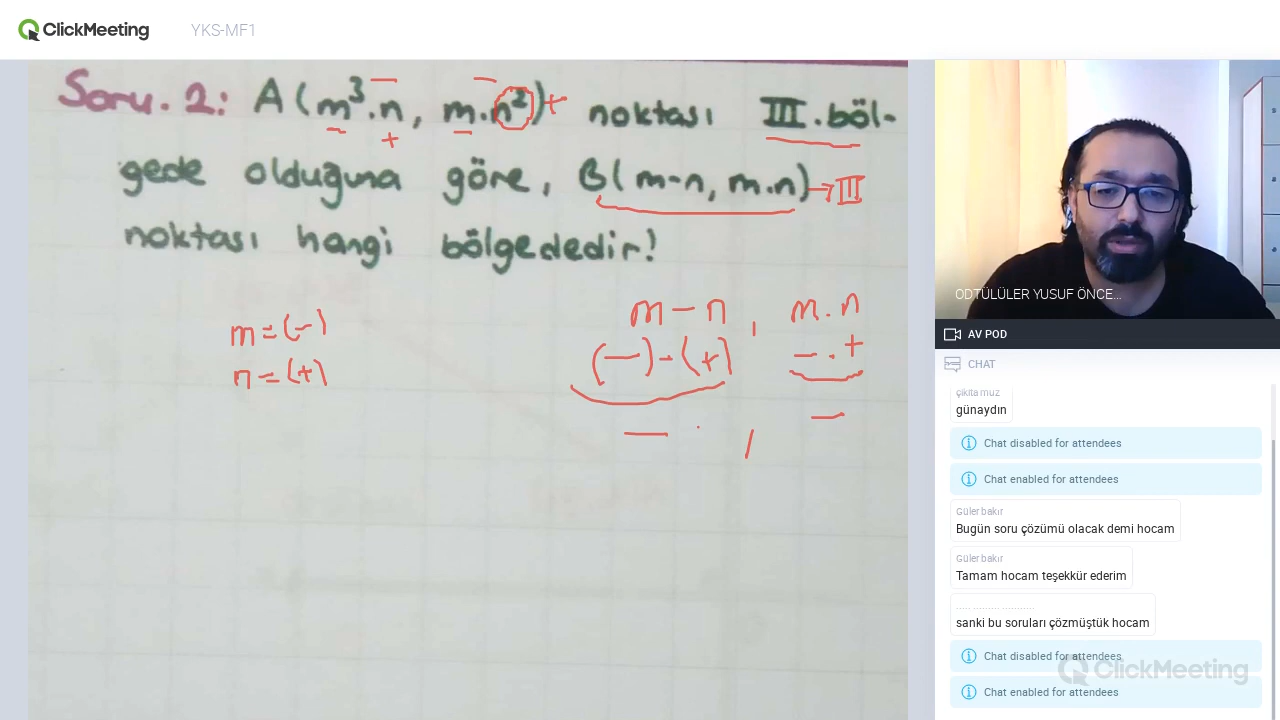 ClickMeeting
YKS-MF1
Soru.2: A(m³.n, m.n²) noktası III.böl-
gede olduğuna göre, B(m-n, m.n) → III
noktası hangi bölgededir!
m = (-)
n = (+)
m - n , m.n
(-) - (+) - . +
- , -
ODTÜLÜLER YUSUF ÖNCE...
AV POD
CHAT
çikita muz
günaydın
Chat disabled for attendees
Chat enabled for attendees
Güler bakır
Bugün soru çözümü olacak demi hocam
Güler bakır
Tamam hocam teşekkür ederim
..... ......... ...........
sanki bu soruları çözmüştük hocam
Chat disabled for attendees
ClickMeeting
Chat enabled for attendees